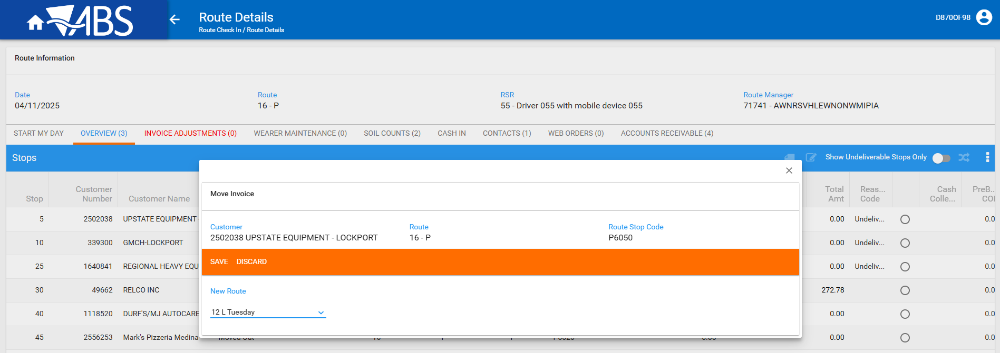 ABS
Route Details
Route Check In / Route Details
D870OF98
Route Information
Date
04/11/2025
Route
16 - P
RSR
55 - Driver 055 with mobile device 055
Route Manager
71741 - AWNRSVHLEWNONWMIPIA
START MY DAY OVERVIEW (3) INVOICE ADJUSTMENTS (0) WEARER MAINTENANCE (0) SOIL COUNTS (2) CASH IN CONTACTS (1) WEB ORDERS (0) ACCOUNTS RECEIVABLE (4)
Stops
Show Undeliverable Stops Only
Stop
Customer
Number
Customer Name
Total
Amt
Reas...
Code
Cash
Colle...
PreB...
5 2502038 UPSTATE EQUIPMENT - 0.00 Undeliv... 0.0
10 339300 GMCH-LOCKPORT 0.00 Undeliv... 0.0
25 1640841 REGIONAL HEAVY EQU 0.00 Undeliv... 0.0
30 49662 RELCO INC 272.78 0.0
40 1118520 DURF'S/MJ AUTOCARE 0.00 0.0
45 2556253 Mark's Pizzeria Medina 0.00 0.0
Move Invoice
Customer
2502038 UPSTATE EQUIPMENT - LOCKPORT
Route
16 - P
Route Stop Code
P6050
SAVE DISCARD
New Route
12 L Tuesday